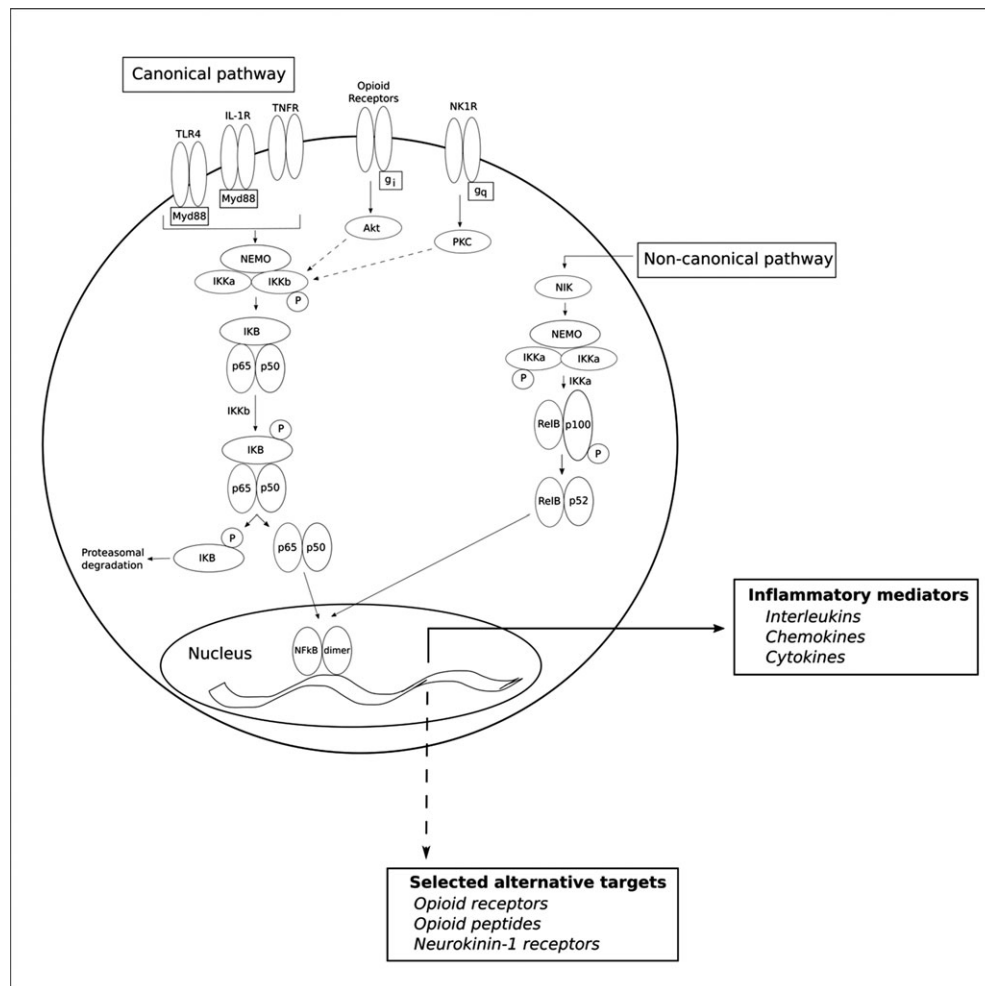 Canonical pathway
TLR4
IL-1R
TNFR
Opioid
Receptors
NK1R
Myd88
Myd88
gi
gq
Akt
PKC
NEMO
IKKa
IKKb
P
IKB
p65
p50
IKKb
P
IKB
p65
p50
P
IKB
Proteasomal
degradation
p65
p50
Non-canonical pathway
NIK
NEMO
IKKa
IKKa
P
IKKa
RelB
p100
P
RelB
p52
Nucleus
NFkB
dimer
Inflammatory mediators
Interleukins
Chemokines
Cytokines
Selected alternative targets
Opioid receptors
Opioid peptides
Neurokinin-1 receptors